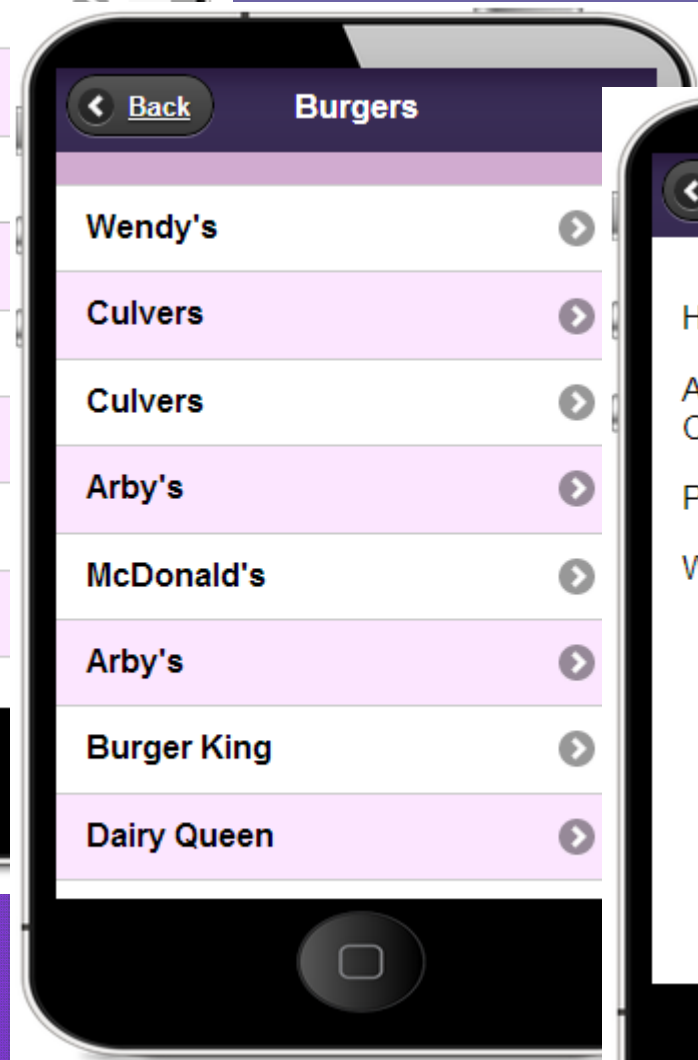 Back
Burgers
Wendy's
Culvers
Culvers
Arby's
McDonald's
Arby's
Burger King
Dairy Queen